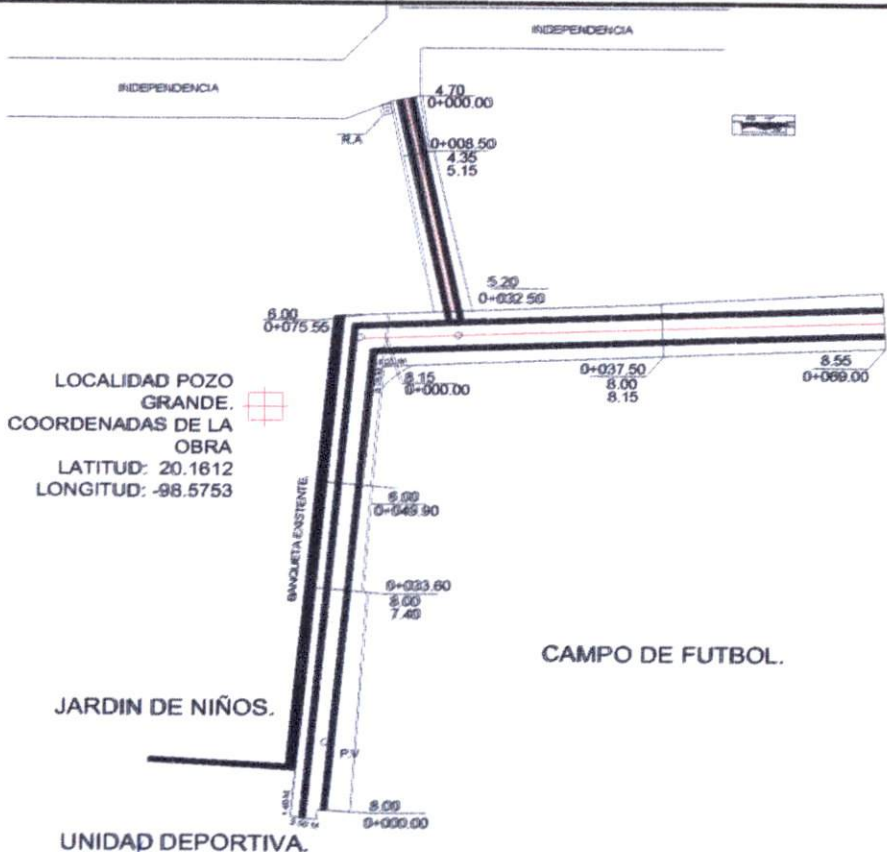 INDEPENDENCIA
INDEPENDENCIA
4.70
0+000.00
R.A
0+008.50
4.35
5.15
5.20
0+032.50
6.00
0+075.55
8.15
0+000.00
0+037.50
8.00
8.15
8.55
0+069.00
LOCALIDAD POZO
GRANDE.
COORDENADAS DE LA
OBRA
LATITUD: 20.1612
LONGITUD: -98.5753
6.00
0+049.90
BANQUETA EXISTENTE.
0+033.60
8.00
7.40
CAMPO DE FUTBOL.
JARDIN DE NIÑOS.
P.V
8.00
0+000.00
UNIDAD DEPORTIVA.